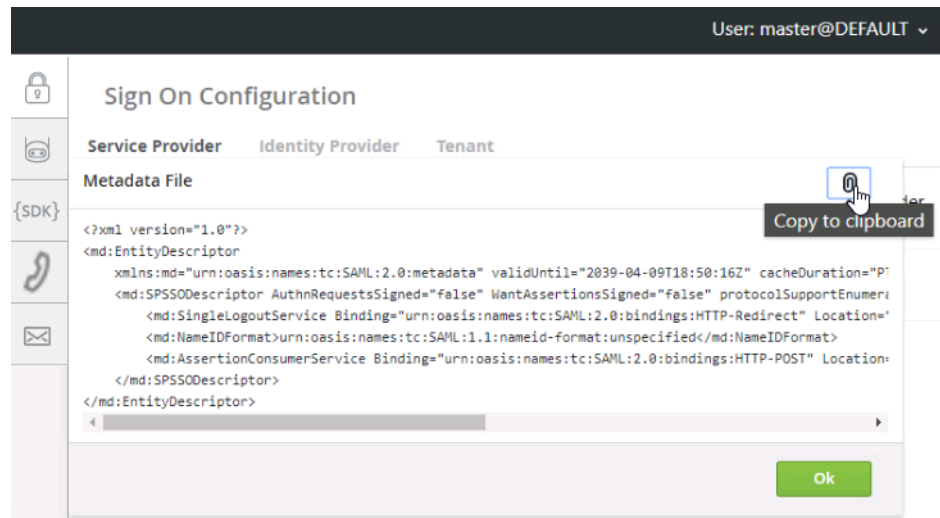 User: master@DEFAULT
Sign On Configuration
Service Provider Identity Provider Tenant
Metadata File
Copy to clipboard
{SDK}
<?xml version="1.0"?>
<md:EntityDescriptor
xmlns:md="urn:oasis:names:tc:SAML:2.0:metadata" validUntil="2039-04-09T18:50:16Z" cacheDuration="PT
<md:SPSSODescriptor AuthnRequestsSigned="false" WantAssertionsSigned="false" protocolSupportEnumera
<md:SingleLogoutService Binding="urn:oasis:names:tc:SAML:2.0:bindings:HTTP-Redirect" Location="
<md:NameIDFormat>urn:oasis:names:tc:SAML:1.1:nameid-format:unspecified</md:NameIDFormat>
<md:AssertionConsumerService Binding="urn:oasis:names:tc:SAML:2.0:bindings:HTTP-POST" Location=
</md:SPSSODescriptor>
</md:EntityDescriptor>
Ok